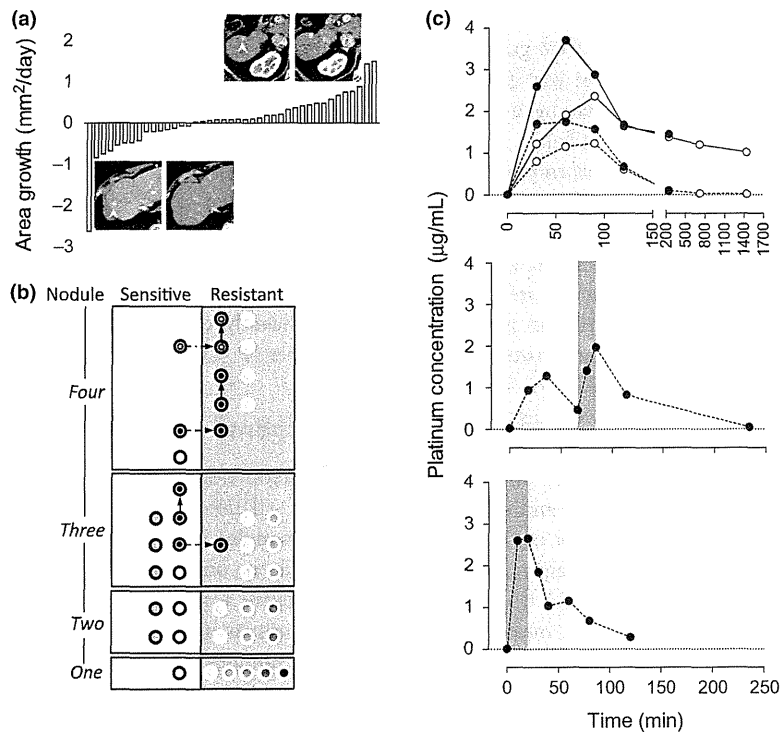 (a)
Area growth (mm²/day)
2
1
0
−1
−2
−3
A
(b)
Nodule Sensitive Resistant
Four
Three
Two
One
(c)
Platinum concentration (µg/mL)
4
3
2
1
0
0 50 100 150 200 500 800 1100 1400 1700
4
3
2
1
0
4
3
2
1
0
0 50 100 150 200 250
Time (min)